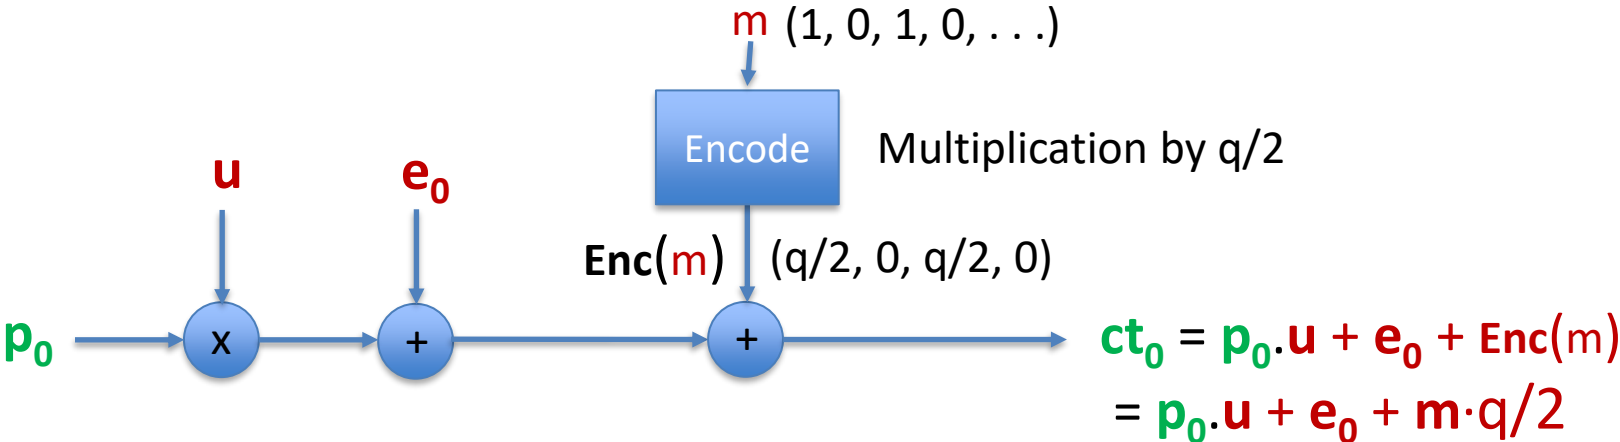 m (1, 0, 1, 0, . . .)
Encode
Multiplication by q/2
u
e₀
Enc(m) (q/2, 0, q/2, 0)
p₀
x
+
+
ct₀ = p₀.u + e₀ + Enc(m)
= p₀.u + e₀ + m·q/2